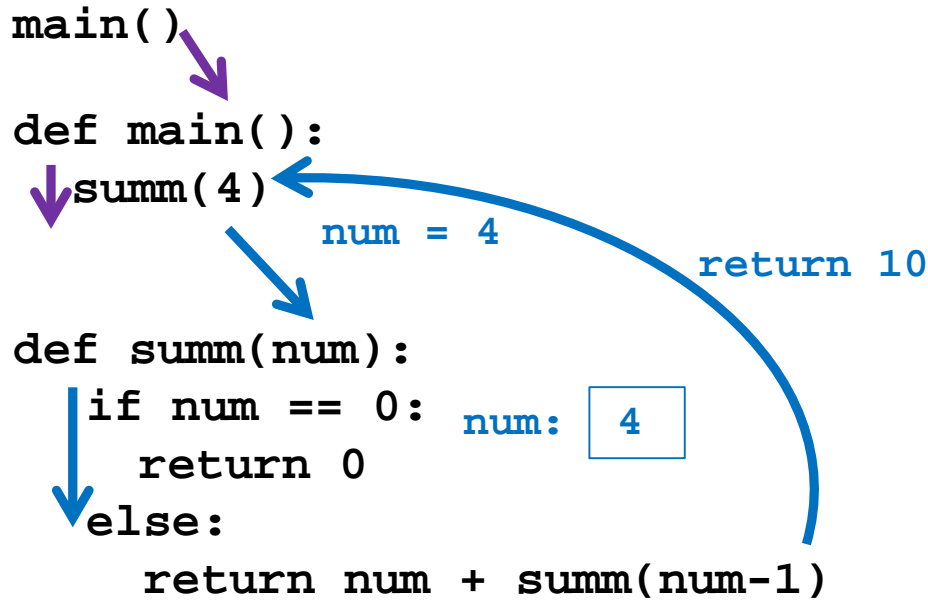 main()
def main():
    summ(4)
num = 4
return 10
def summ(num):
    if num == 0:
num: 4
        return 0
    else:
        return num + summ(num-1)